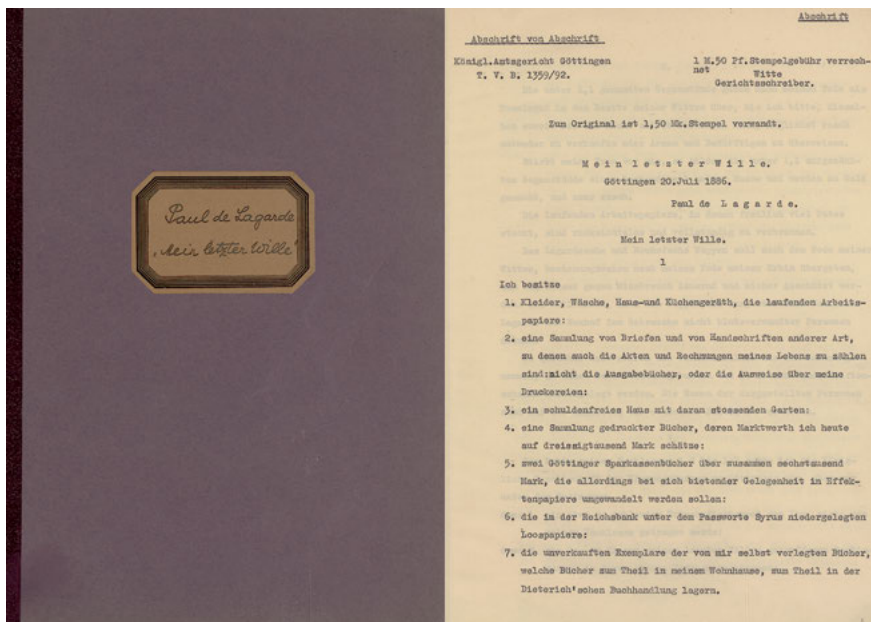 Paul de Lagarde
„Mein letzter Wille“
Abschrift
Abschrift von Abschrift
Königl.Amtsgericht Göttingen
T. V. B. 1359/92.
1 M.50 Pf.Stempelgebühr verrech-
net Witte
Gerichtsschreiber.
Zum Original ist 1,50 Mk.Stempel verwandt.
Mein letzter Wille.
Göttingen 20.Juli 1886.
Paul de Lagarde.
Mein letzter Wille.
1
Ich besitze
1. Kleider, Wäsche, Haus-und Küchengeräth, die laufenden Arbeits-
papiere:
2. eine Sammlung von Briefen und von Handschriften anderer Art,
zu denen auch die Akten und Rechnungen meines Lebens zu zählen
sind:nicht die Ausgabebücher, oder die Ausweise über meine
Druckereien:
3. ein schuldenfreies Haus mit daran stossenden Garten:
4. eine Sammlung gedruckter Bücher, deren Marktwerth ich heute
auf dreissigtausend Mark schätze:
5. zwei Göttinger Sparkassenbücher über zusammen sechstausend
Mark, die allerdings bei sich bietender Gelegenheit in Effek-
tenpapiere umgewandelt werden sollen:
6. die in der Reichsbank unter dem Passworte Syrus niedergelegten
Loospapiere:
7. die unverkauften Exemplare der von mir selbst verlegten Bücher,
welche Bücher zum Theil in meinem Wohnhause, zum Theil in der
Dieterich'schen Buchhandlung lagern.